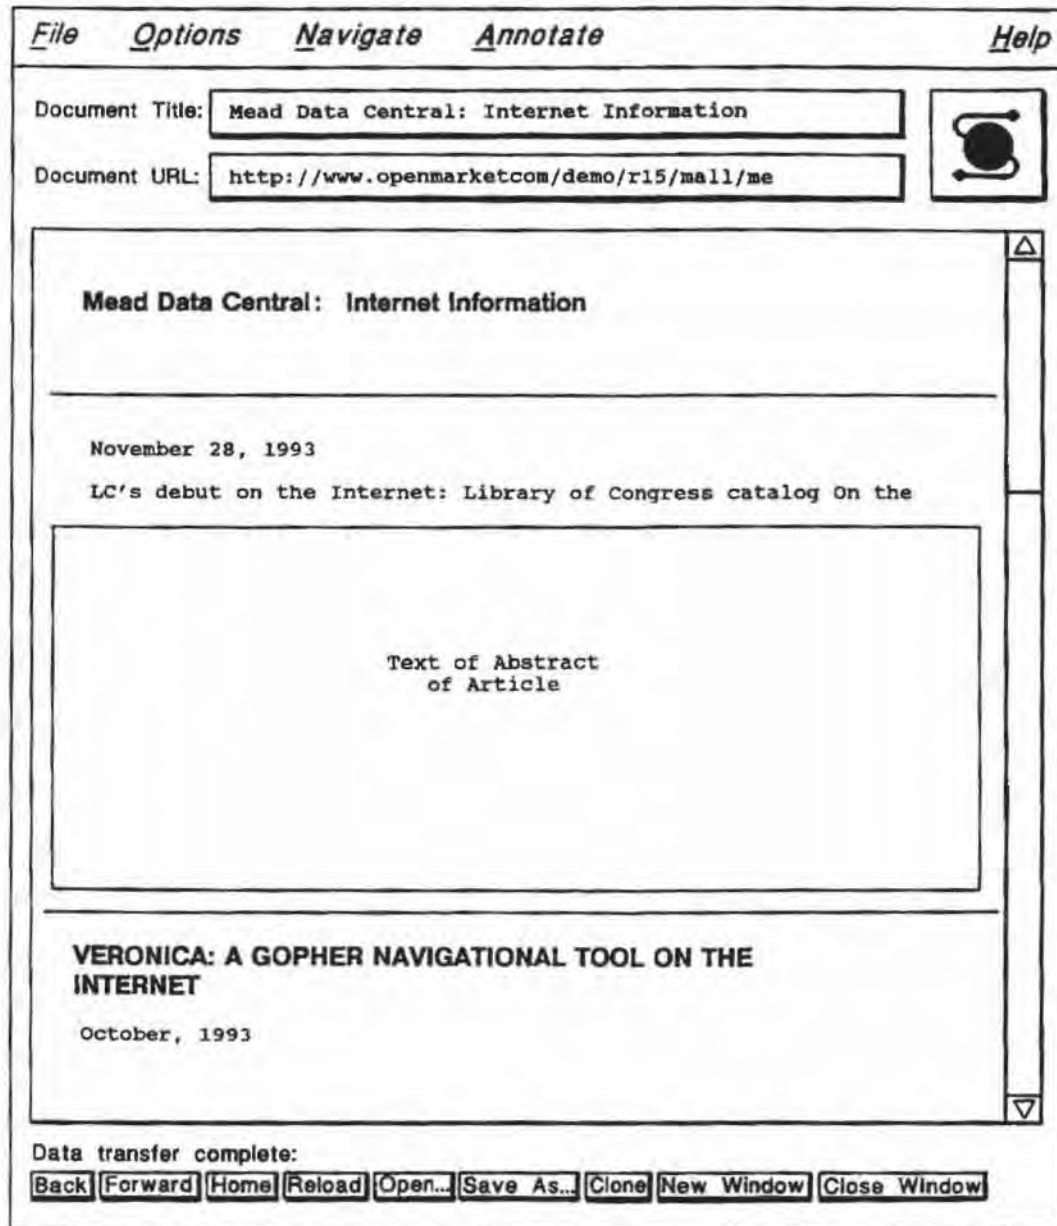 File Options Navigate Annotate Help
Document Title: Mead Data Central: Internet Information
Document URL: http://www.openmarketcom/demo/r15/mall/me
Mead Data Central: Internet Information
November 28, 1993
LC's debut on the Internet: Library of Congress catalog On the
Text of Abstract
of Article
VERONICA: A GOPHER NAVIGATIONAL TOOL ON THE
INTERNET
October, 1993
Data transfer complete:
Back Forward Home Reload Open... Save As... Clone New Window Close Window